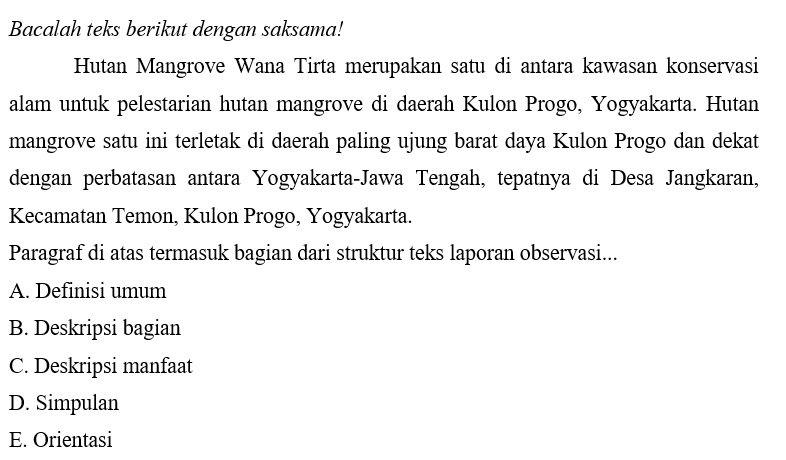 Bacalah teks berikut dengan saksama!
Hutan Mangrove Wana Tirta merupakan satu di antara kawasan konservasi
alam untuk pelestarian hutan mangrove di daerah Kulon Progo, Yogyakarta. Hutan
mangrove satu ini terletak di daerah paling ujung barat daya Kulon Progo dan dekat
dengan perbatasan antara Yogyakarta-Jawa Tengah, tepatnya di Desa Jangkaran,
Kecamatan Temon, Kulon Progo, Yogyakarta.
Paragraf di atas termasuk bagian dari struktur teks laporan observasi...
A. Definisi umum
B. Deskripsi bagian
C. Deskripsi manfaat
D. Simpulan
E. Orientasi